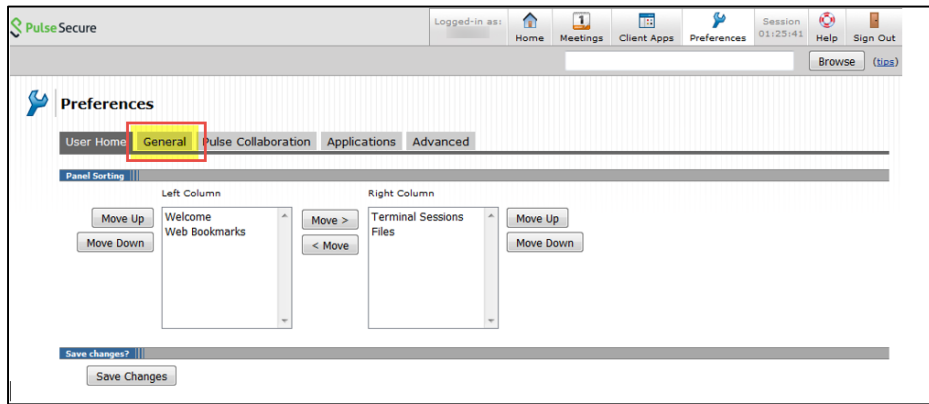 Pulse Secure
Logged-in as:
Home
1
Meetings
Client Apps
Preferences
Session
01:25:41
Help
Sign Out
Browse (tips)
Preferences
User Home General Pulse Collaboration Applications Advanced
Panel Sorting
Left Column Right Column
Move Up Welcome Move > Terminal Sessions Move Up
Move Down Web Bookmarks < Move Files Move Down
Save changes?
Save Changes